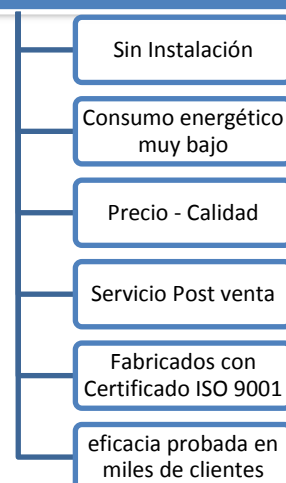 Sin Instalación
Consumo energético
muy bajo
Precio - Calidad
Servicio Post venta
Fabricados con
Certificado ISO 9001
eficacia probada en
miles de clientes